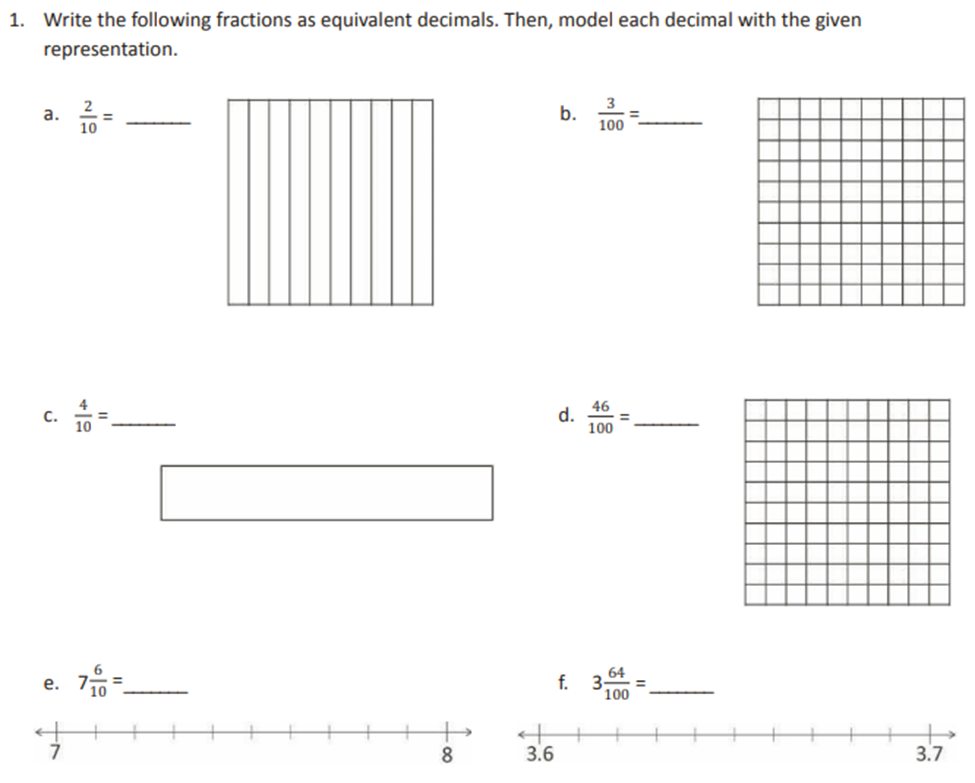 1. Write the following fractions as equivalent decimals. Then, model each decimal with the given
representation.
a. 2/10 = ______
b. 3/100 =______
c. 4/10 =______
d. 46/100 = ______
e. 7 6/10 =______
f. 3 64/100 = ______
7 8
3.6 3.7